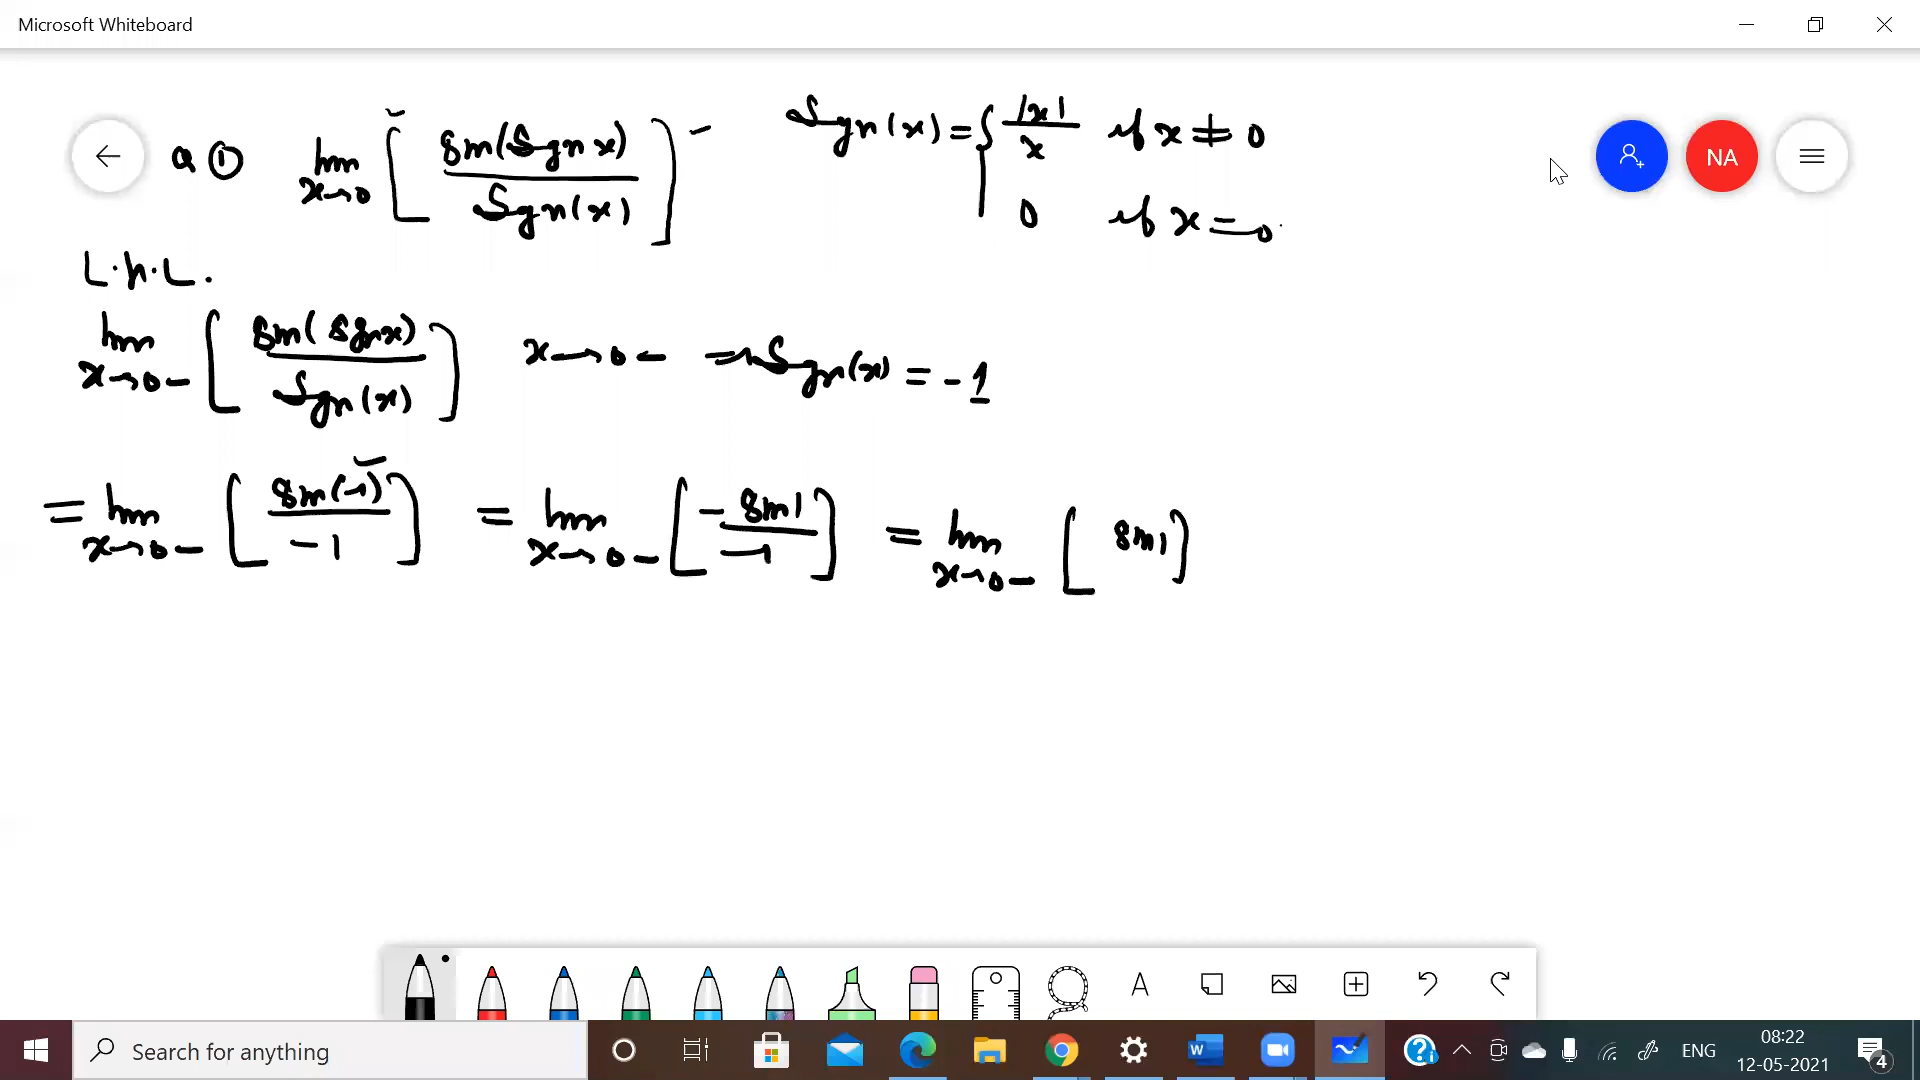 Microsoft Whiteboard
Q ① lim x→0 [ sin(Sgn x) / Sgn(x) ] Sgn(x) = { |x| / x if x ≠ 0
0 if x = 0
L.h.L.
lim x→0- [ sin(sgn x) / Sgn(x) ] x→0- ⇒ Sgn(x) = -1
= lim x→0- [ sin(-1) / -1 ] = lim x→0- [ -sin1 / -1 ] = lim x→0- [ sin1 ]
NA
A
Search for anything
W
ENG
08:22
12-05-2021
4